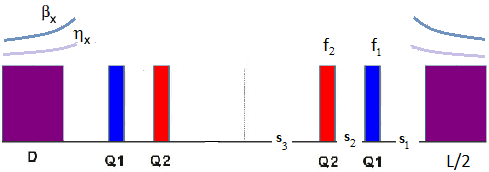 βx
ηx
f2 f1
s3 s2 s1
D Q1 Q2 Q2 Q1 L/2